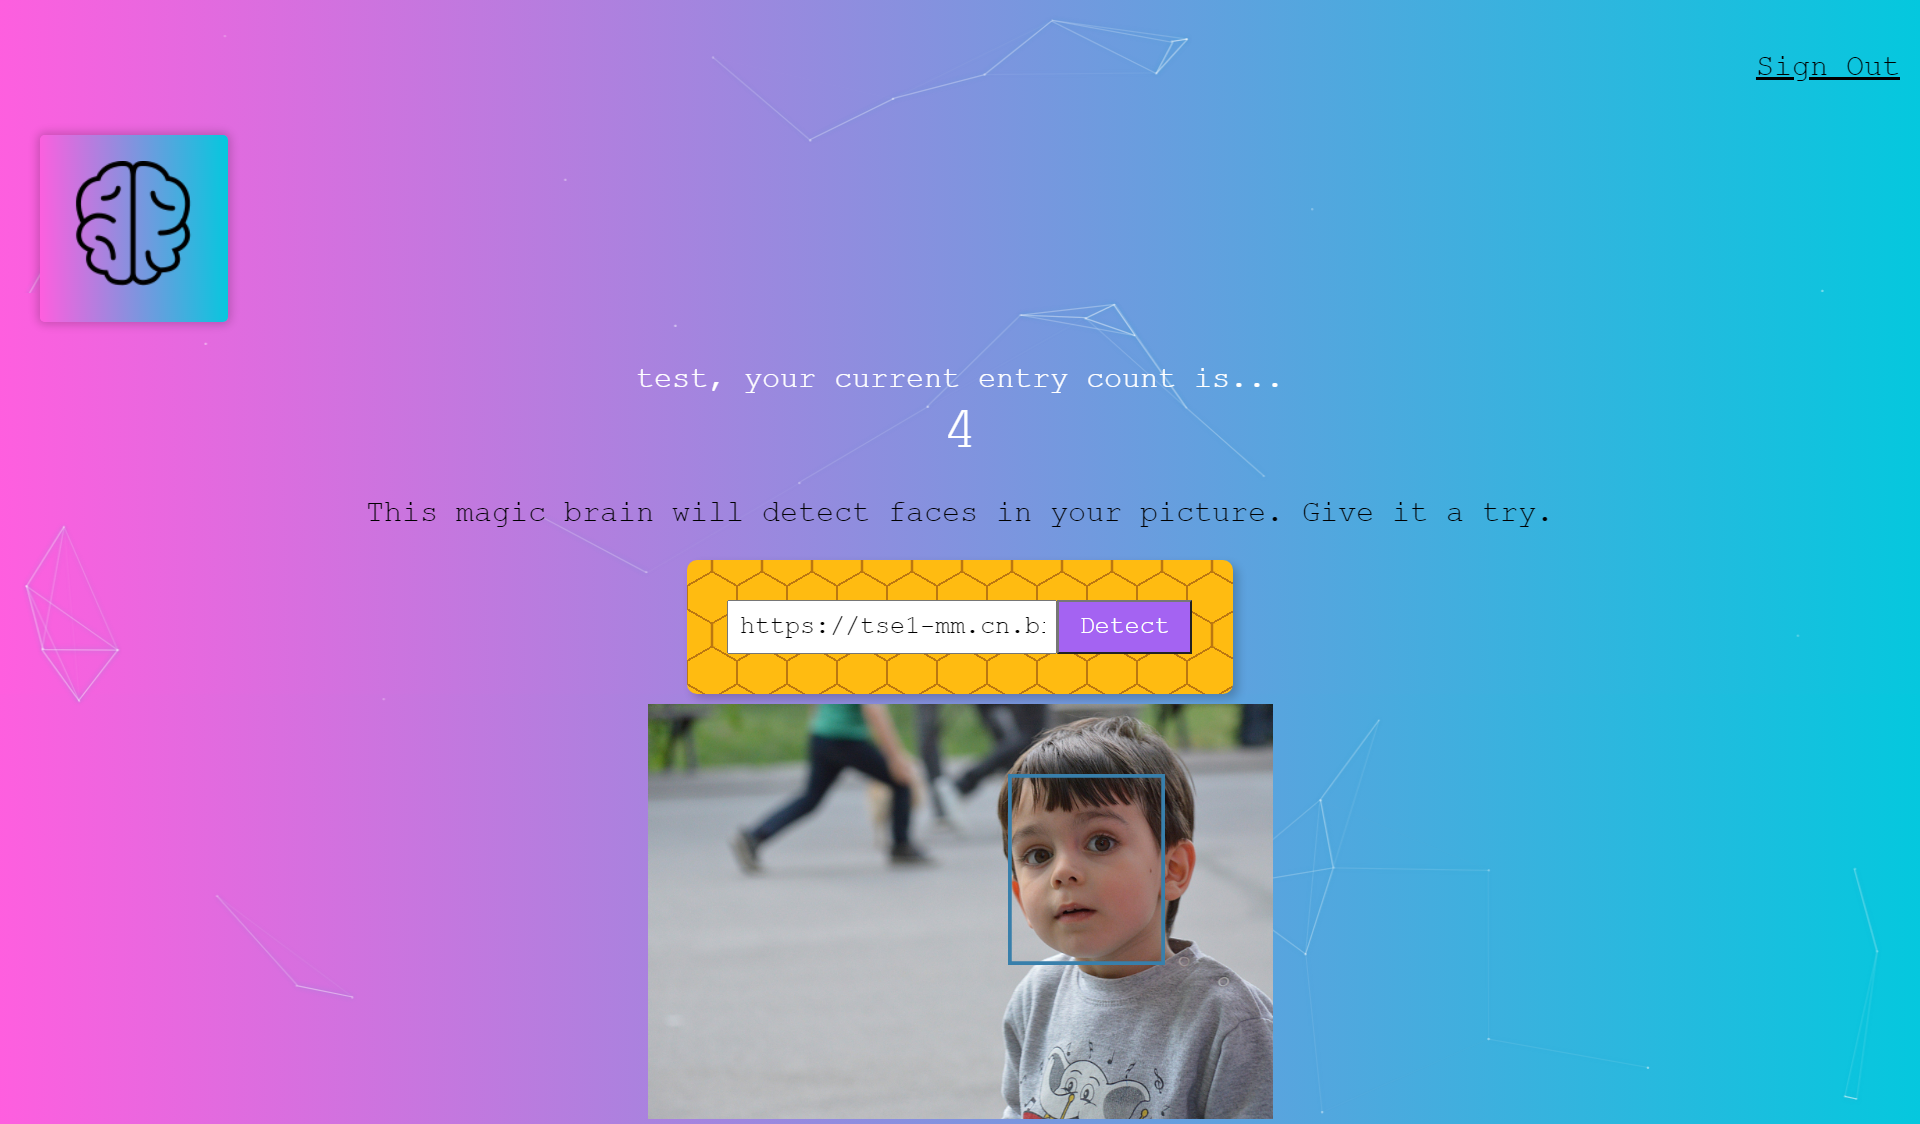 Sign Out
test, your current entry count is...
4
This magic brain will detect faces in your picture. Give it a try.
https://tse1-mm.cn.b
Detect